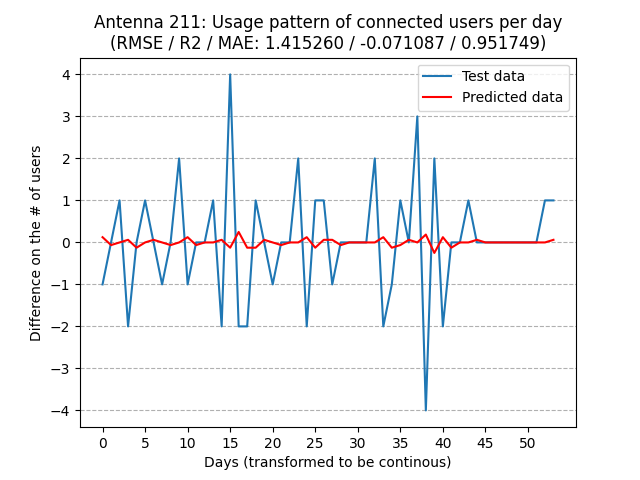 Antenna 211: Usage pattern of connected users per day
(RMSE / R2 / MAE: 1.415260 / -0.071087 / 0.951749)
Test data
Predicted data
4
3
2
1
0
−1
−2
−3
−4
Difference on the # of users
0 5 10 15 20 25 30 35 40 45 50
Days (transformed to be continous)